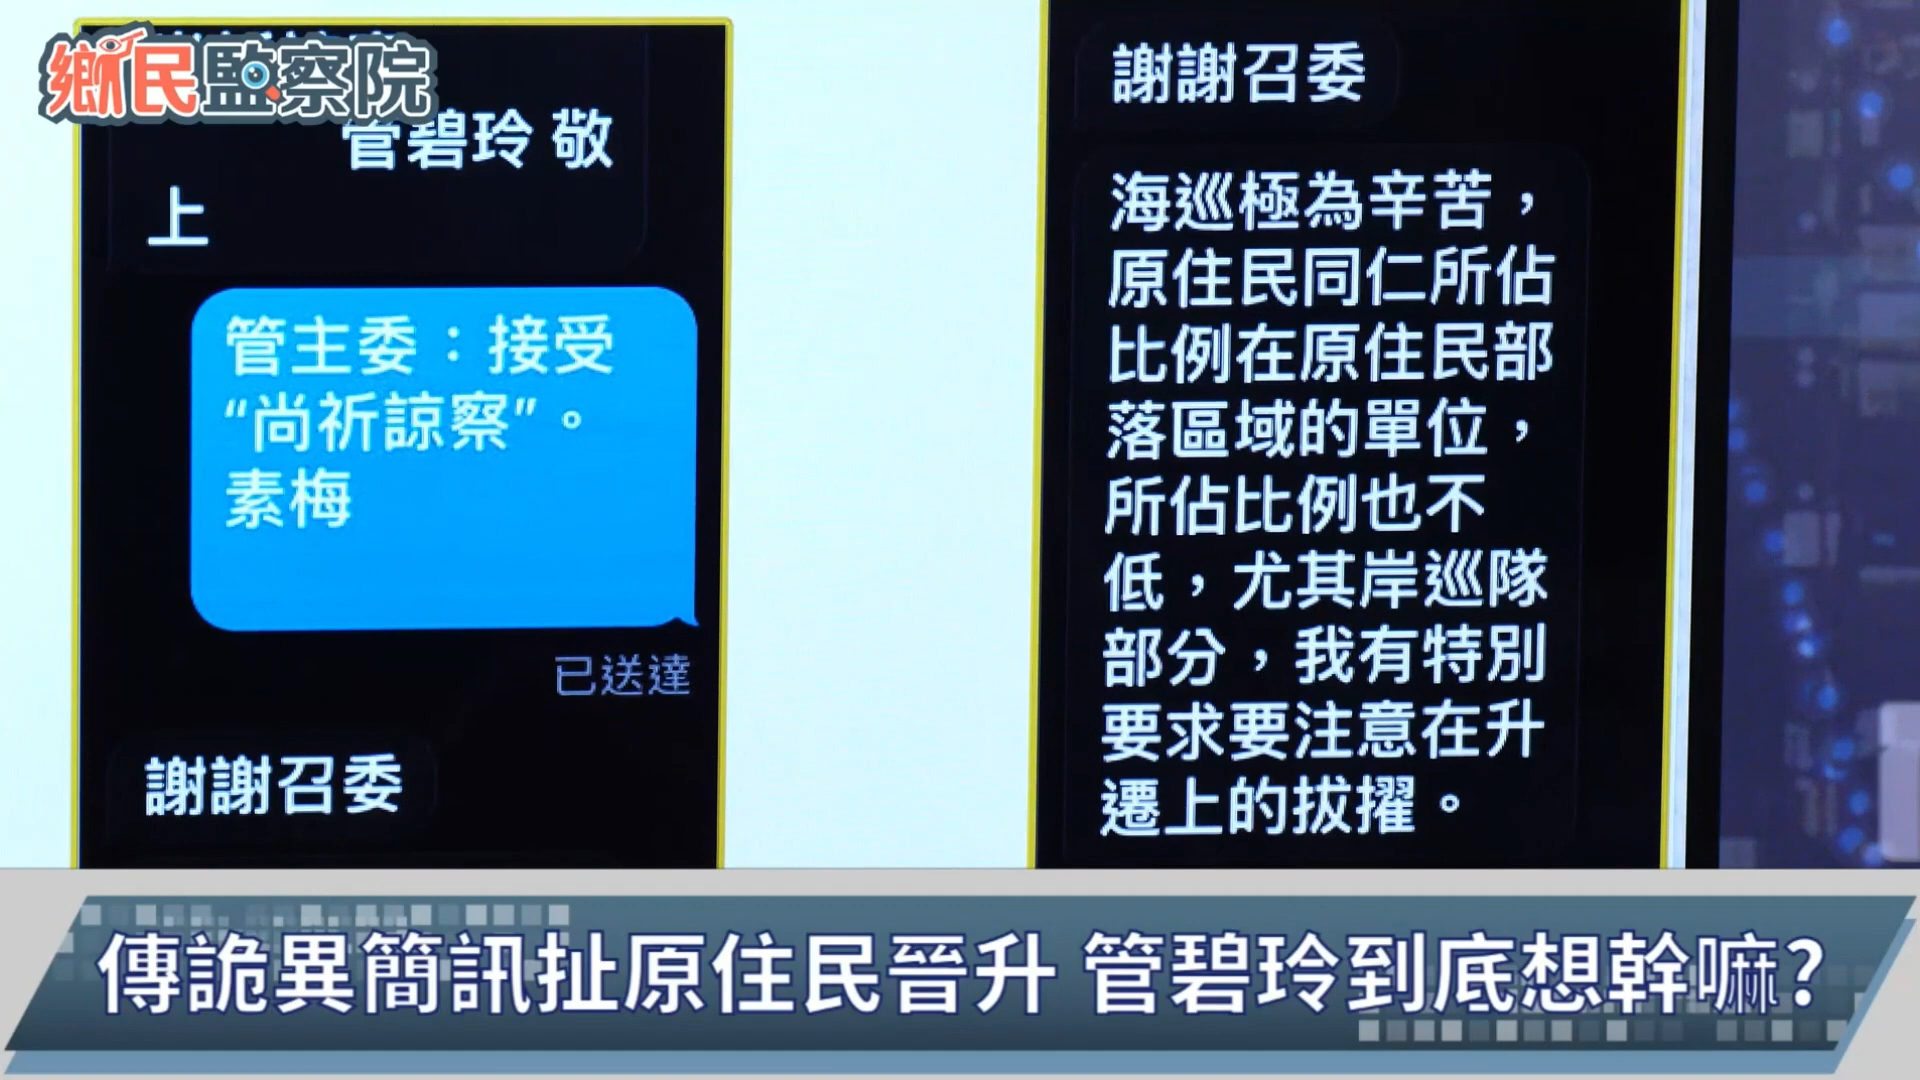 鄉民監察院
管碧玲 敬
上
管主委：接受
“尚祈諒察”。
素梅
已送達
謝謝召委
謝謝召委
海巡極為辛苦，
原住民同仁所佔
比例在原住民部
落區域的單位，
所佔比例也不
低，尤其岸巡隊
部分，我有特別
要求要注意在升
遷上的拔擢。
傳詭異簡訊扯原住民晉升 管碧玲到底想幹嘛?